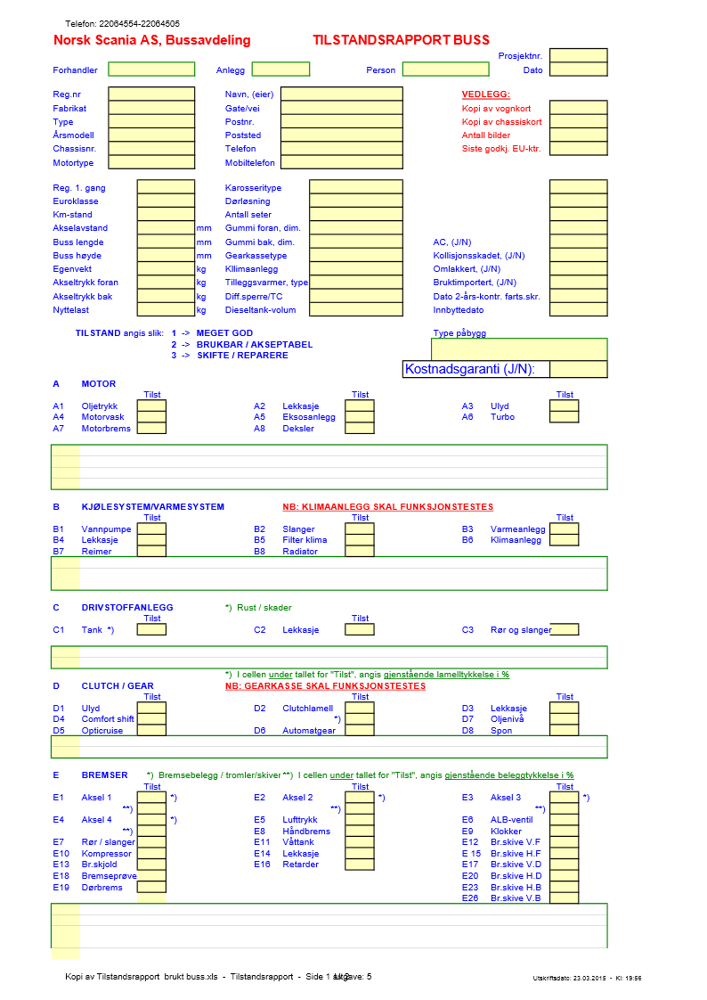 Telefon: 22064554-22064505
Norsk Scania AS, Bussavdeling TILSTANDSRAPPORT BUSS
Prosjektnr.
Forhandler Anlegg Person Dato
Reg.nr Navn, (eier) VEDLEGG:
Fabrikat Gate/vei Kopi av vognkort
Type Postnr. Kopi av chassiskort
Årsmodell Poststed Antall bilder
Chassisnr. Telefon Siste godkj. EU-ktr.
Motortype Mobiltelefon
Reg. 1. gang Karosseritype
Euroklasse Dørløsning
Km-stand Antall seter
Akselavstand mm Gummi foran, dim.
Buss lengde mm Gummi bak, dim. AC, (J/N)
Buss høyde mm Gearkassetype Kollisjonsskadet, (J/N)
Egenvekt kg Kllimaanlegg Omlakkert, (J/N)
Akseltrykk foran kg Tilleggsvarmer, type Bruktimportert, (J/N)
Akseltrykk bak kg Diff.sperre/TC Dato 2-års-kontr. farts.skr.
Nyttelast kg Dieseltank-volum Innbyttedato
TILSTAND angis slik: 1 -> MEGET GOD Type påbygg
2 -> BRUKBAR / AKSEPTABEL
3 -> SKIFTE / REPARERE
Kostnadsgaranti (J/N):
A MOTOR
Tilst Tilst Tilst
A1 Oljetrykk A2 Lekkasje A3 Ulyd
A4 Motorvask A5 Eksosanlegg A6 Turbo
A7 Motorbrems A8 Deksler
B KJØLESYSTEM/VARMESYSTEM NB: KLIMAANLEGG SKAL FUNKSJONSTESTES
Tilst Tilst Tilst
B1 Vannpumpe B2 Slanger B3 Varmeanlegg
B4 Lekkasje B5 Filter klima B6 Klimaanlegg
B7 Reimer B8 Radiator
C DRIVSTOFFANLEGG *) Rust / skader
Tilst Tilst
C1 Tank *) C2 Lekkasje C3 Rør og slanger
*) I cellen under tallet for "Tilst", angis gjenstående lamelltykkelse i %
D CLUTCH / GEAR NB: GEARKASSE SKAL FUNKSJONSTESTES
Tilst Tilst Tilst
D1 Ulyd D2 Clutchlamell D3 Lekkasje
D4 Comfort shift *) D7 Oljenivå
D5 Opticruise D6 Automatgear D8 Spon
E BREMSER *) Bremsebelegg / tromler/skiver **) I cellen under tallet for "Tilst", angis gjenstående beleggtykkelse i %
Tilst Tilst Tilst
E1 Aksel 1 *) E2 Aksel 2 *) E3 Aksel 3 *)
**) **) **)
E4 Aksel 4 *) E5 Lufttrykk E6 ALB-ventil
**) E8 Håndbrems E9 Klokker
E7 Rør / slanger E11 Våttank E12 Br.skive V.F
E10 Kompressor E14 Lekkasje E 15 Br.skive H.F
E13 Br.skjold E16 Retarder E17 Br.skive V.D
E18 Bremseprøve E20 Br.skive H.D
E19 Dørbrems E23 Br.skive H.B
E26 Br.skive V.B
Kopi av Tilstandsrapport brukt buss.xls - Tilstandsrapport - Side 1 av 2 Utgave: 5 Utskriftsdato: 23.03.2015 - Kl: 19:56